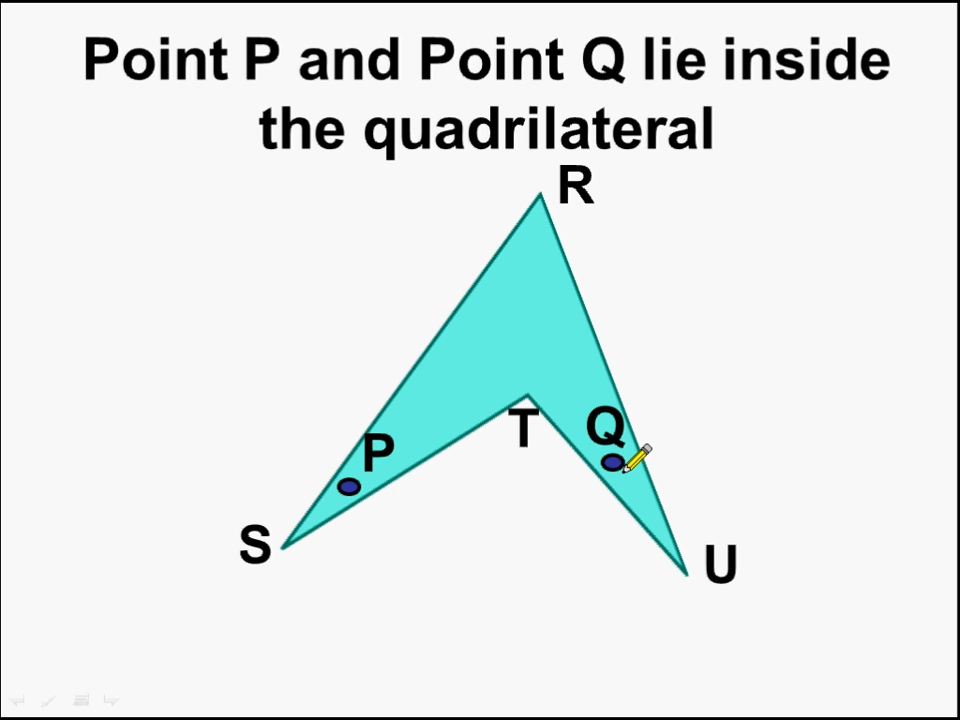 Point P and Point Q lie inside
the quadrilateral
R
T
Q
P
S
U